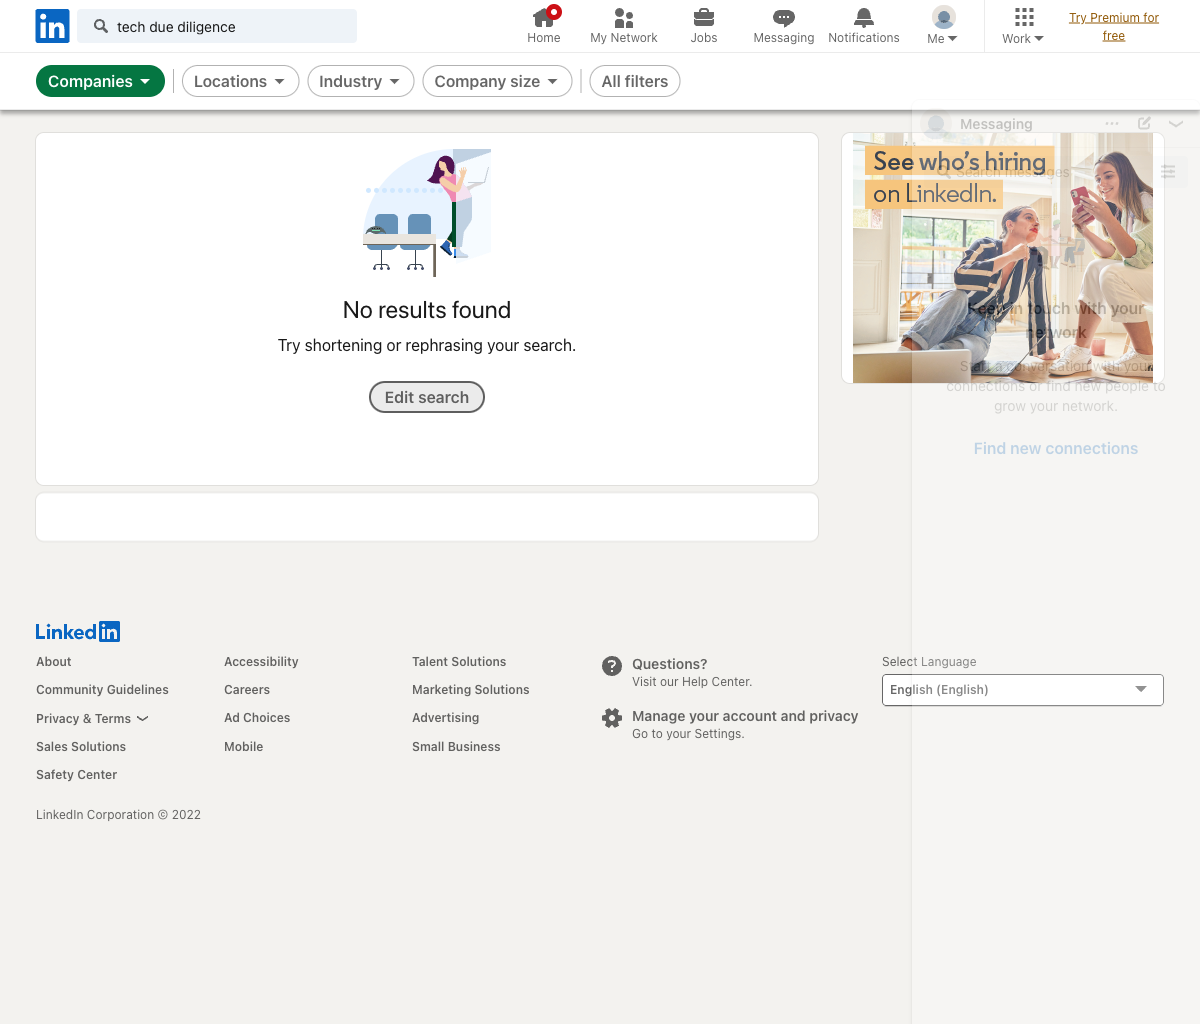 in
tech due diligence
Home
My Network
Jobs
Messaging
Notifications
Me
Work
Try Premium for
free
Companies
Locations
Industry
Company size
All filters
Messaging
See who's hiring
on LinkedIn.
Search messages
No results found
Try shortening or rephrasing your search.
Edit search
Keep in touch with your
network
Start a conversation with your
connections or find new people to
grow your network.
Find new connections
LinkedIn
About
Accessibility
Talent Solutions
Questions?
Visit our Help Center.
Select Language
Community Guidelines
Careers
Marketing Solutions
English (English)
Privacy & Terms
Ad Choices
Advertising
Manage your account and privacy
Go to your Settings.
Sales Solutions
Mobile
Small Business
Safety Center
LinkedIn Corporation © 2022